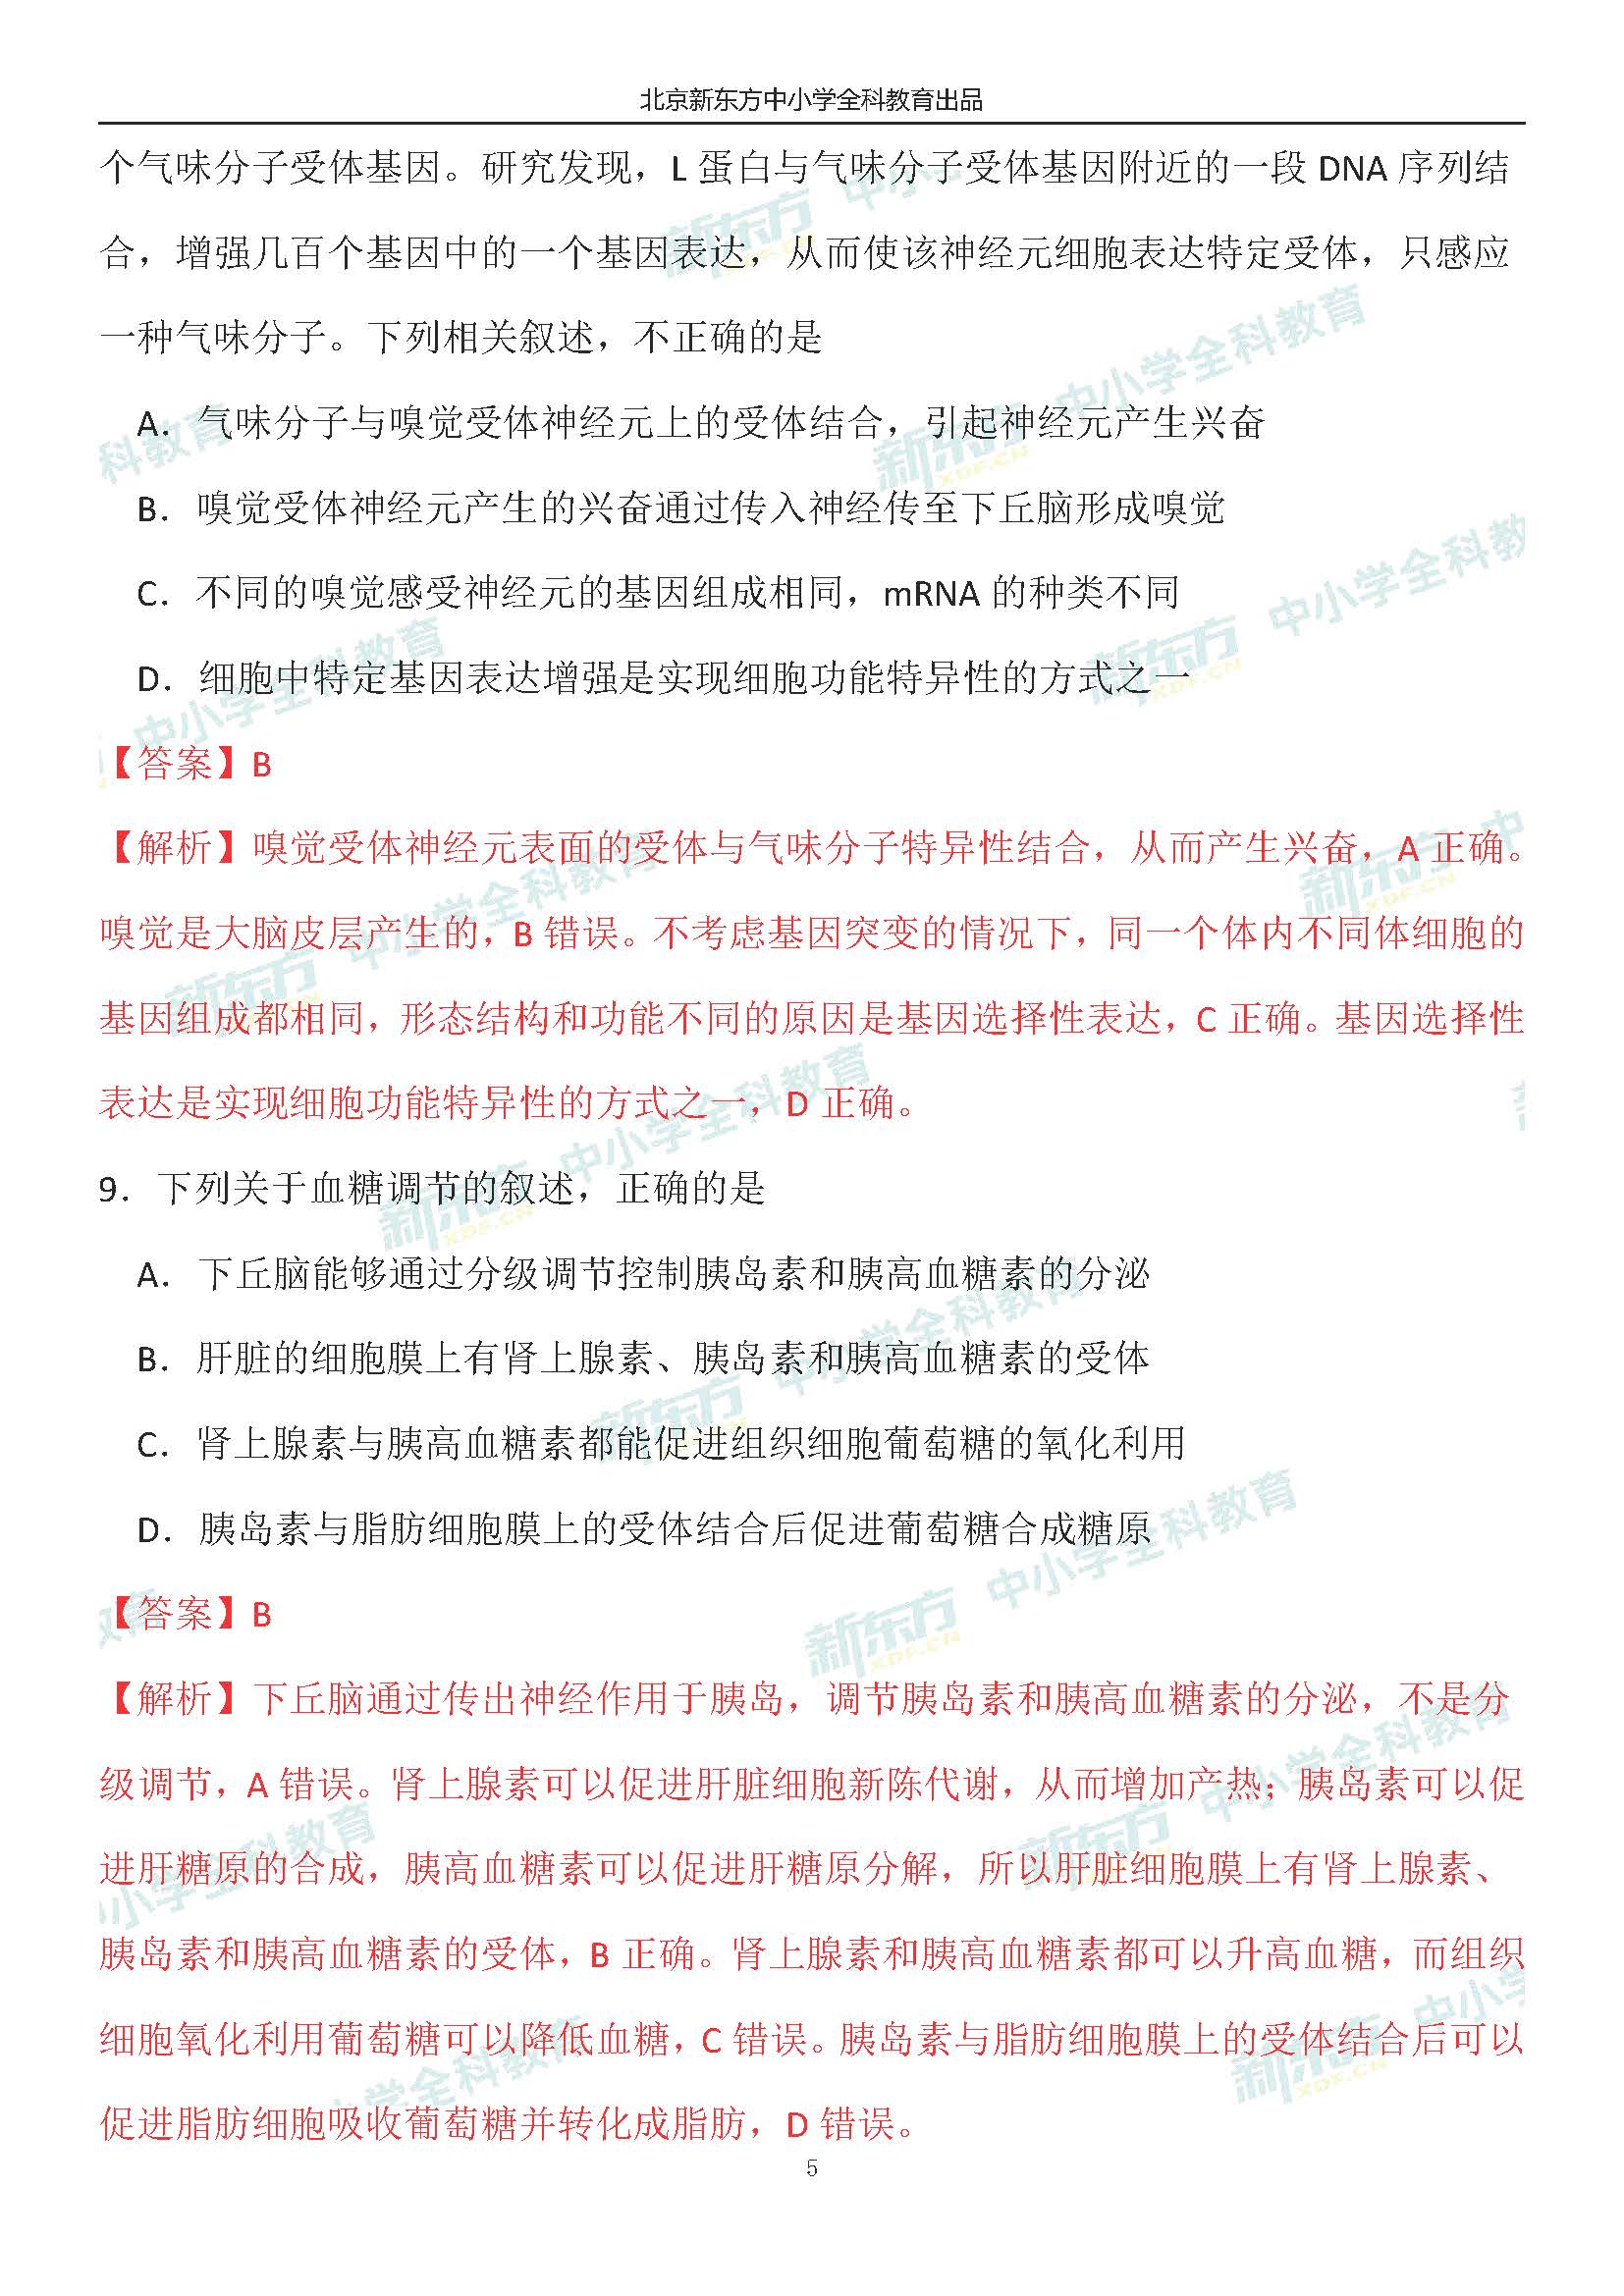 北京新东方中小学全科教育出品
个气味分子受体基因。研究发现，L 蛋白与气味分子受体基因附近的一段 DNA 序列结
合，增强几百个基因中的一个基因表达，从而使该神经元细胞表达特定受体，只感应
一种气味分子。下列相关叙述，不正确的是
A．气味分子与嗅觉受体神经元上的受体结合，引起神经元产生兴奋
B．嗅觉受体神经元产生的兴奋通过传入神经传至下丘脑形成嗅觉
C．不同的嗅觉感受神经元的基因组成相同，mRNA 的种类不同
D．细胞中特定基因表达增强是实现细胞功能特异性的方式之一
【答案】B
【解析】嗅觉受体神经元表面的受体与气味分子特异性结合，从而产生兴奋，A 正确。
嗅觉是大脑皮层产生的，B 错误。不考虑基因突变的情况下，同一个体内不同体细胞的
基因组成都相同，形态结构和功能不同的原因是基因选择性表达，C 正确。基因选择性
表达是实现细胞功能特异性的方式之一，D 正确。
9．下列关于血糖调节的叙述，正确的是
A．下丘脑能够通过分级调节控制胰岛素和胰高血糖素的分泌
B．肝脏的细胞膜上有肾上腺素、胰岛素和胰高血糖素的受体
C．肾上腺素与胰高血糖素都能促进组织细胞葡萄糖的氧化利用
D．胰岛素与脂肪细胞膜上的受体结合后促进葡萄糖合成糖原
【答案】B
【解析】下丘脑通过传出神经作用于胰岛，调节胰岛素和胰高血糖素的分泌，不是分
级调节，A 错误。肾上腺素可以促进肝脏细胞新陈代谢，从而增加产热；胰岛素可以促
进肝糖原的合成，胰高血糖素可以促进肝糖原分解，所以肝脏细胞膜上有肾上腺素、
胰岛素和胰高血糖素的受体，B 正确。肾上腺素和胰高血糖素都可以升高血糖，而组织
细胞氧化利用葡萄糖可以降低血糖，C 错误。胰岛素与脂肪细胞膜上的受体结合后可以
促进脂肪细胞吸收葡萄糖并转化成脂肪，D 错误。
5